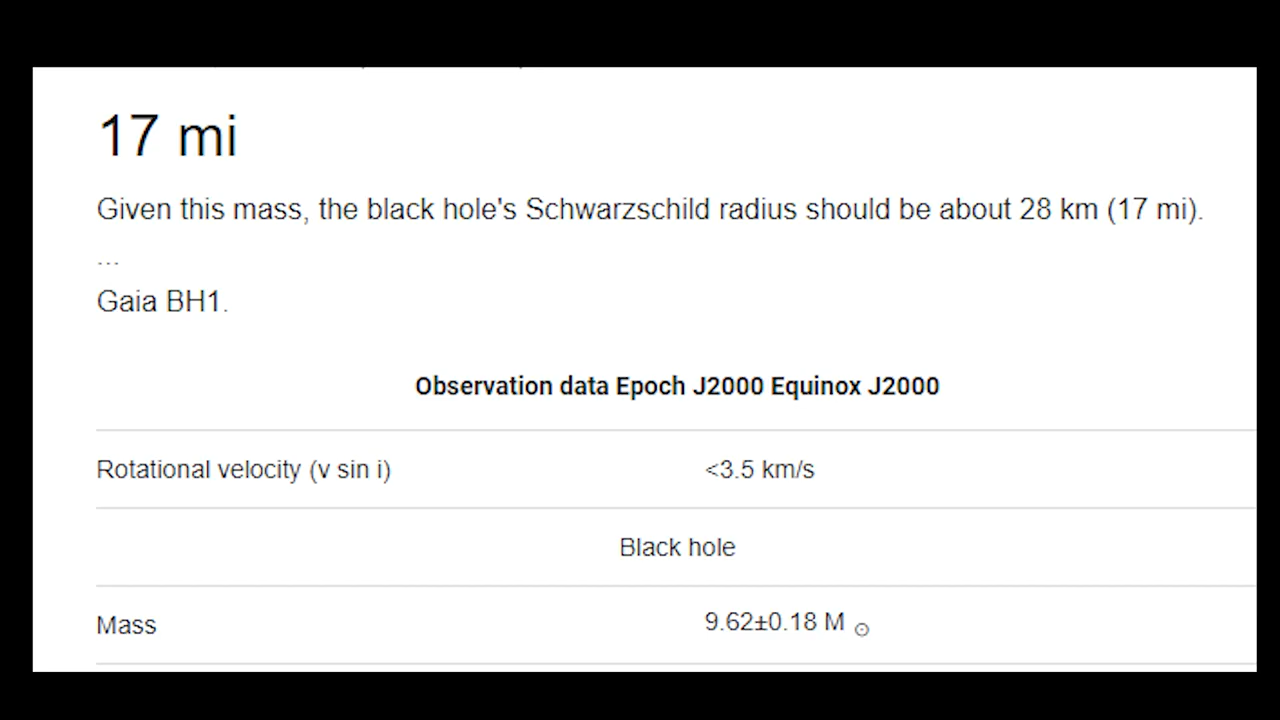 17 mi
Given this mass, the black hole's Schwarzschild radius should be about 28 km (17 mi).
...
Gaia BH1.
Observation data Epoch J2000 Equinox J2000
Rotational velocity (v sin i) <3.5 km/s
Black hole
Mass 9.62±0.18 M ☉